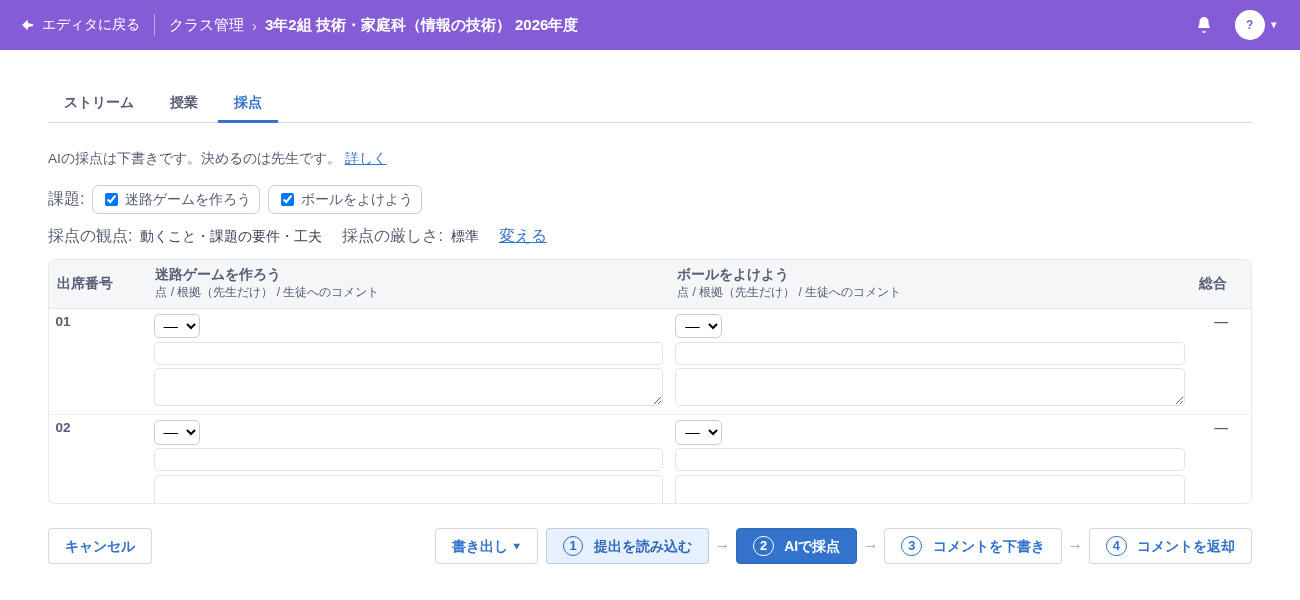 エディタに戻る クラス管理 › 3年2組 技術・家庭科（情報の技術） 2026年度 ?
ストリーム 授業 採点
AIの採点は下書きです。決めるのは先生です。 詳しく
課題: 迷路ゲームを作ろう ボールをよけよう
採点の観点: 動くこと・課題の要件・工夫 採点の厳しさ: 標準 変える
出席番号 迷路ゲームを作ろう ボールをよけよう 総合
点 / 根拠（先生だけ） / 生徒へのコメント 点 / 根拠（先生だけ） / 生徒へのコメント
01 — — —
02 — — —
キャンセル 書き出し ▼ 1 提出を読み込む → 2 AIで採点 → 3 コメントを下書き → 4 コメントを返却